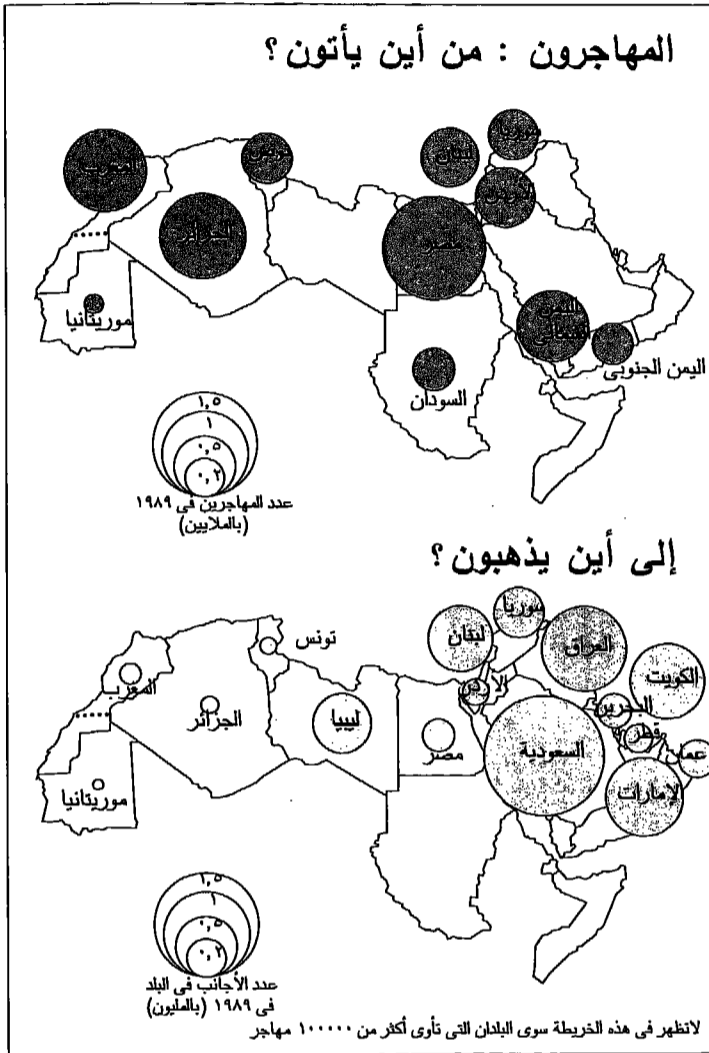 المهاجرون : من أين يأتون ؟
سوريا
لبنان
تونس
المغرب
الأردن
مصر
الجزائر
اليمن
الشمالى
موريتانيا
اليمن الجنوبى
السودان
١,٥
١
٠,٥
٠,٢
عدد المهاجرين فى ١٩٨٩
(بالملايين)
إلى أين يذهبون ؟
سوريا
لبنان
تونس
العراق
الكويت
المغرب
الأردن
البحرين
الجزائر
ليبيا
قطر
مصر
السعودية
عمان
موريتانيا
الإمارات
١,٥
١
٠,٥
٠,٢
عدد الأجانب فى البلد
فى ١٩٨٩ (بالمليون)
لاتظهر فى هذه الخريطة سوى البلدان التى تأوى أكثر من ١٠٠٠٠٠ مهاجر